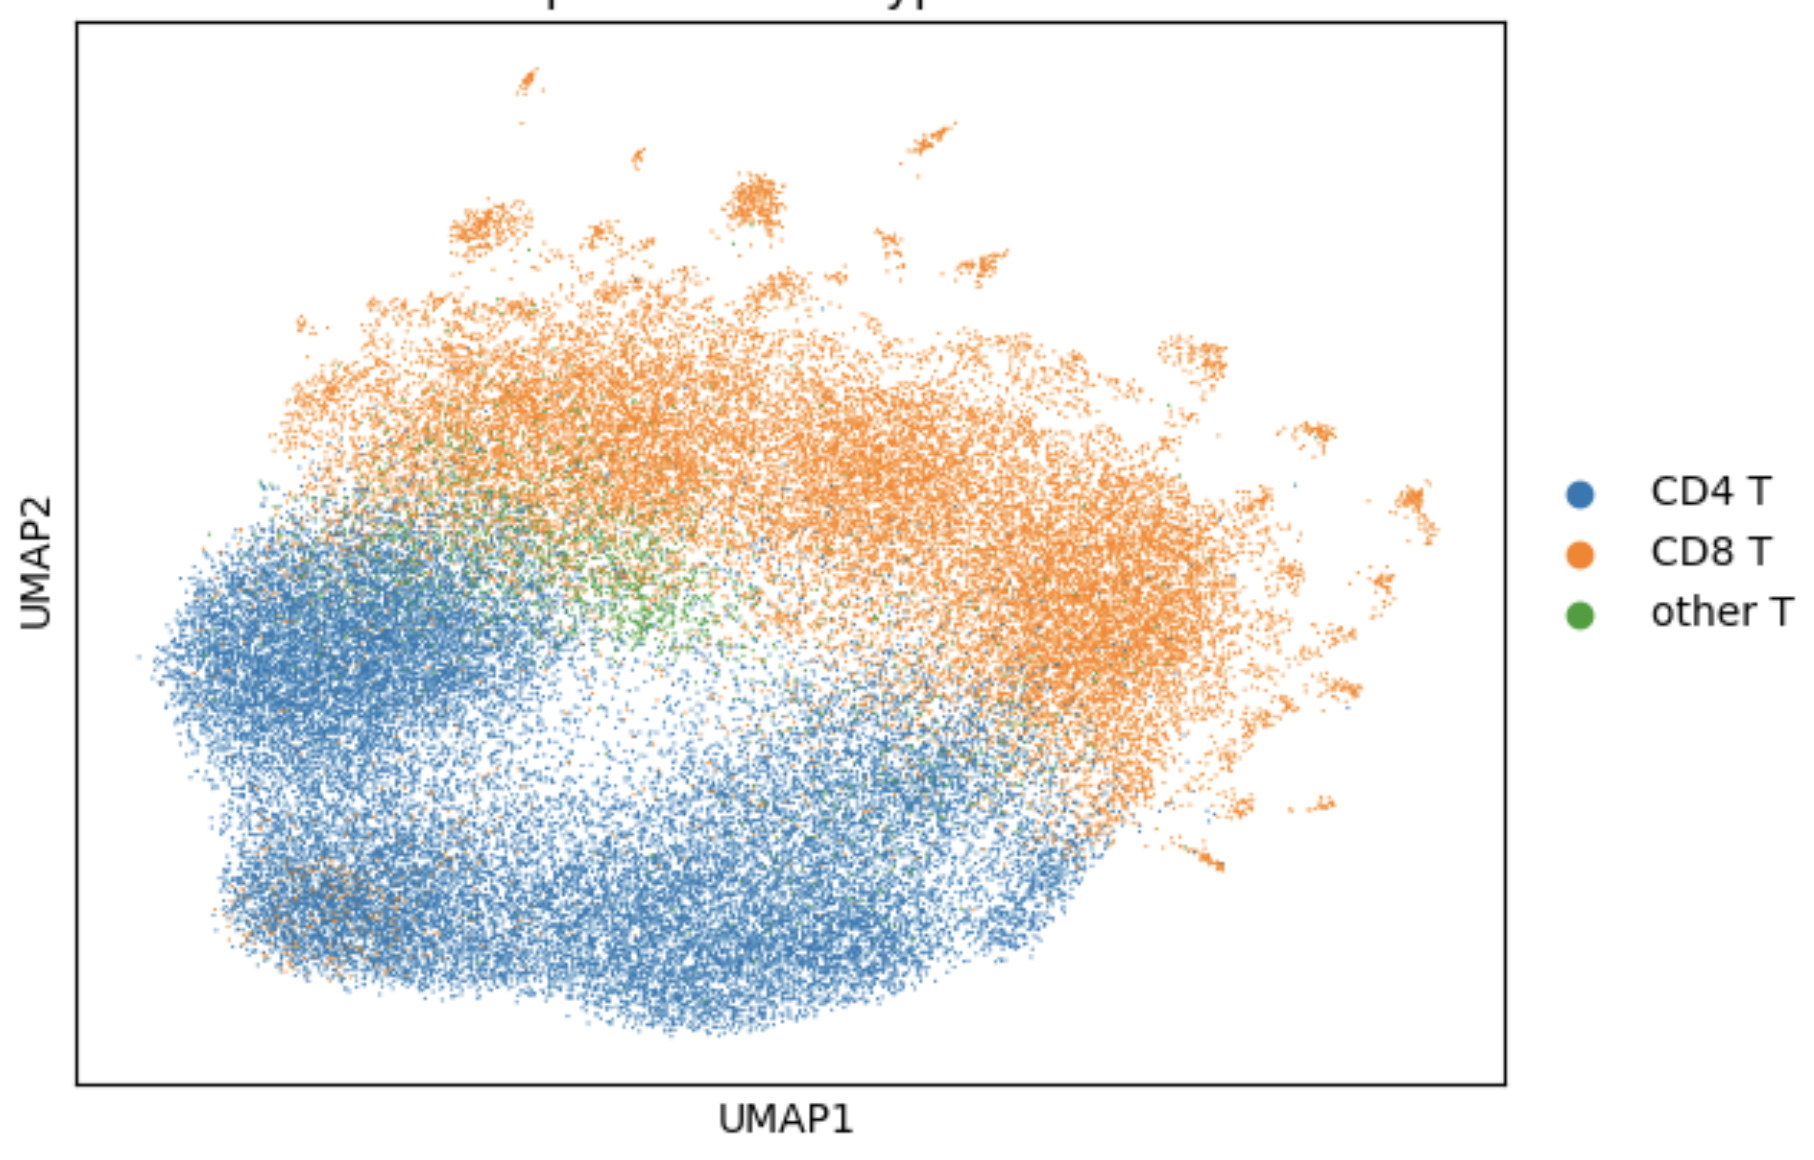 UMAP2
CD4 T
CD8 T
other T
UMAP1